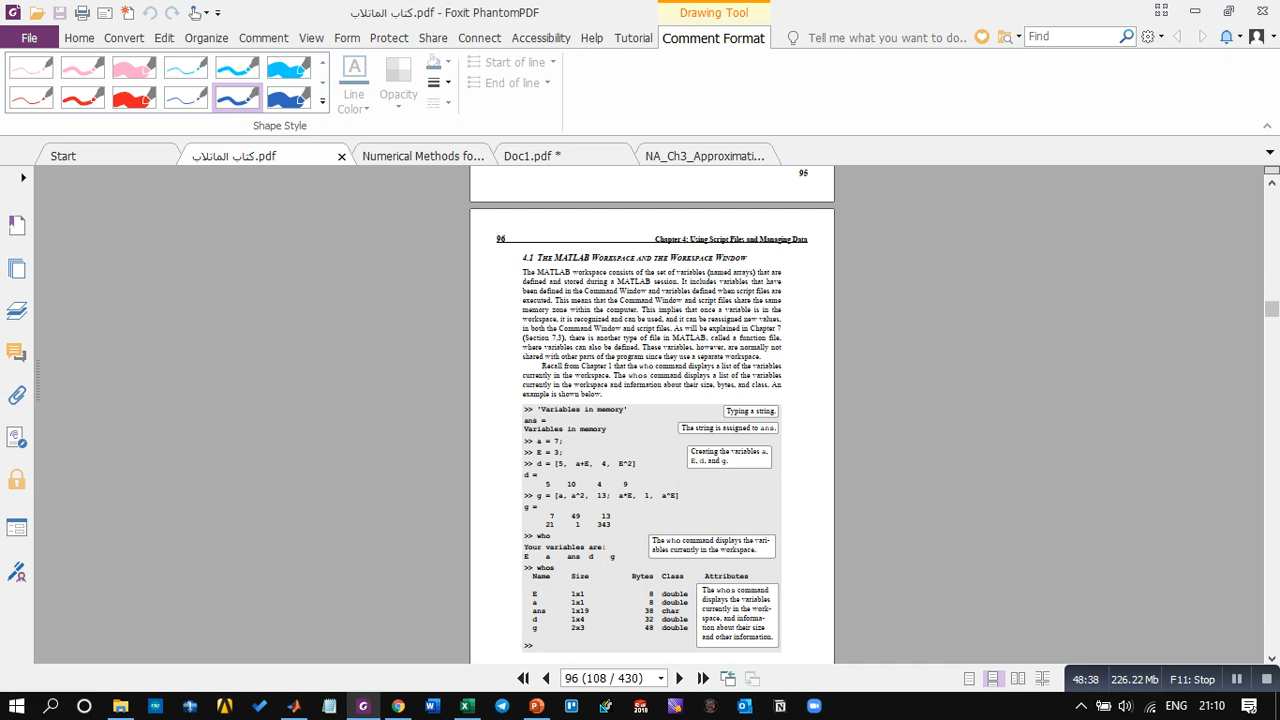 كتاب الماتلاب.pdf - Foxit PhantomPDF
Drawing Tool
File Home Convert Edit Organize Comment View Form Protect Share Connect Accessibility Help Tutorial Comment Format Tell me what you want to do.. Find
Line Color
Opacity
Start of line
End of line
Shape Style
Start
كتاب الماتلاب.pdf
Numerical Methods fo...
Doc1.pdf *
NA_Ch3_Approximati...
95
96 Chapter 4: Using Script Files and Managing Data
4.1 THE MATLAB WORKSPACE AND THE WORKSPACE WINDOW
The MATLAB workspace consists of the set of variables (named arrays) that are
defined and stored during a MATLAB session. It includes variables that have
been defined in the Command Window and variables defined when script files are
executed. This means that the Command Window and script files share the same
memory zone within the computer. This implies that once a variable is in the
workspace, it is recognized and can be used, and it can be reassigned new values,
in both the Command Window and script files. As will be explained in Chapter 7
(Section 7.3), there is another type of file in MATLAB, called a function file,
where variables can also be defined. These variables, however, are normally not
shared with other parts of the program since they use a separate workspace.
Recall from Chapter 1 that the who command displays a list of the variables
currently in the workspace. The whos command displays a list of the variables
currently in the workspace and information about their size, bytes, and class. An
example is shown below.
>> 'Variables in memory'
Typing a string.
ans =
Variables in memory
The string is assigned to ans.
>> a = 7;
>> E = 3;
Creating the variables a,
E, d, and g.
>> d = [5, a+E, 4, E^2]
d =
5 10 4 9
>> g = [a, a^2, 13; a*E, 1, a^E]
g =
7 49 13
21 1 343
>> who
Your variables are:
E a ans d g
The who command displays the vari-
ables currently in the workspace.
>> whos
Name Size Bytes Class Attributes
E 1x1 8 double
a 1x1 8 double
ans 1x19 38 char
d 1x4 32 double
g 2x3 48 double
The whos command
displays the variables
currently in the work-
space, and informa-
tion about their size
and other information.
>>
96 (108 / 430)
48:38 226.22 MB F11:Stop
ENG 21:10